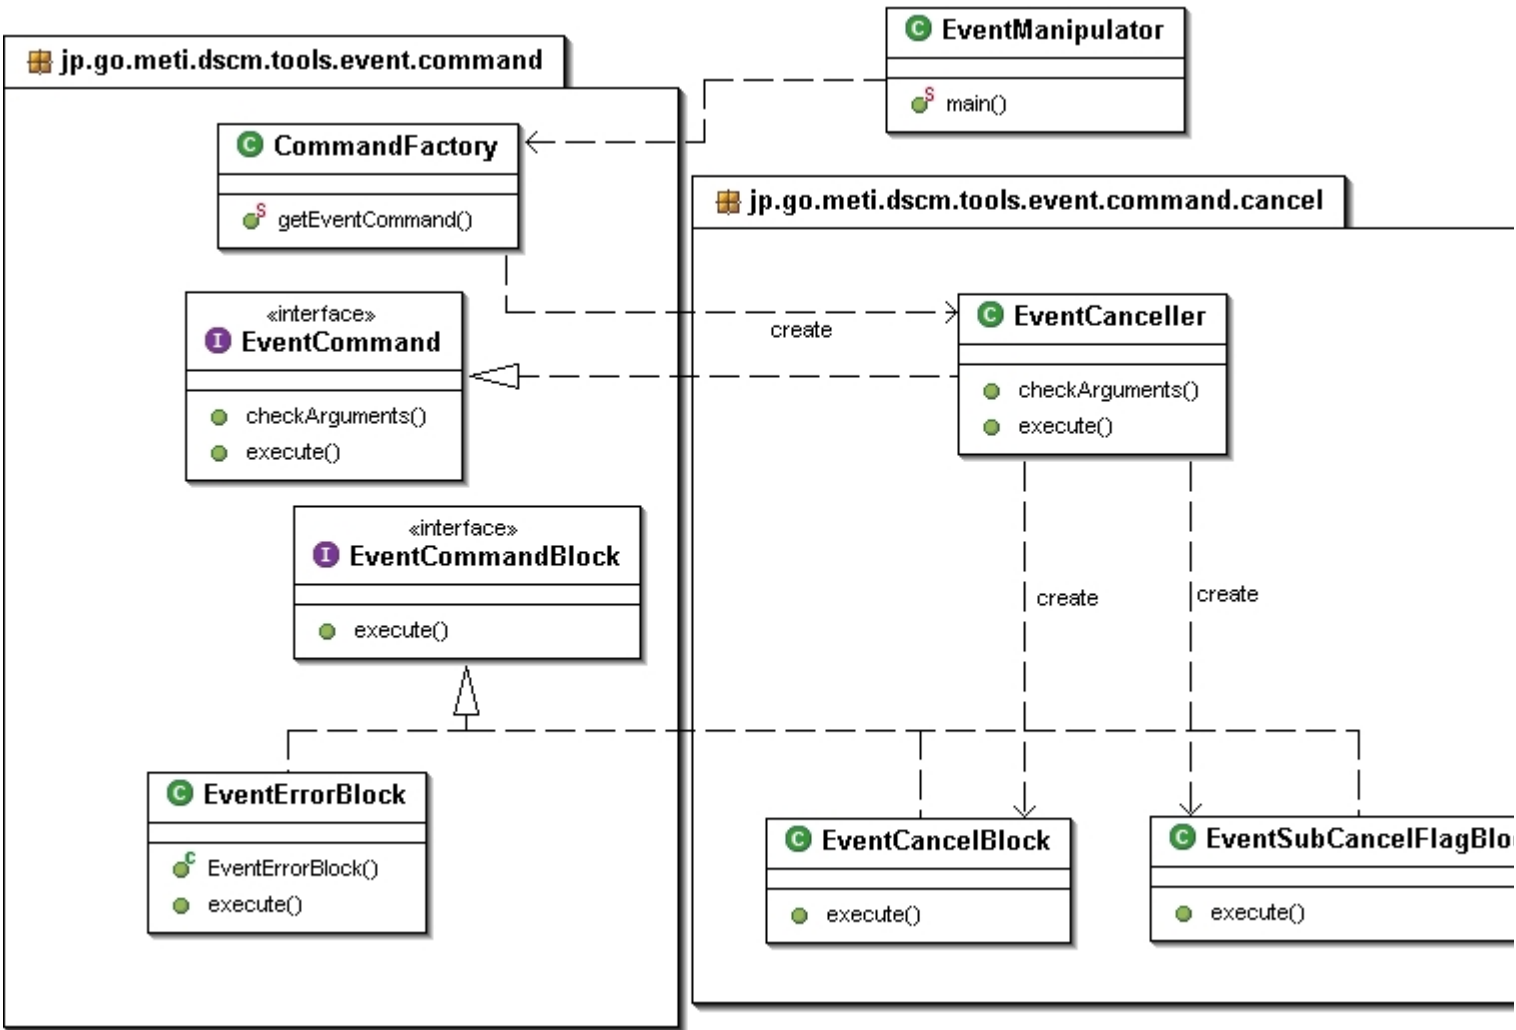 EventManipulator
main()
jp.go.meti.dscm.tools.event.command
CommandFactory
getEventCommand()
«interface»
EventCommand
checkArguments()
execute()
«interface»
EventCommandBlock
execute()
EventErrorBlock
EventErrorBlock()
execute()
jp.go.meti.dscm.tools.event.command.cancel
create
EventCanceller
checkArguments()
execute()
create
create
EventCancelBlock
execute()
EventSubCancelFlagBlo
execute()